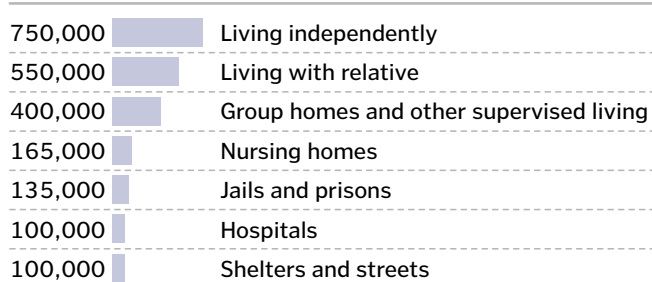 750,000 Living independently
550,000 Living with relative
400,000 Group homes and other supervised living
165,000 Nursing homes
135,000 Jails and prisons
100,000 Hospitals
100,000 Shelters and streets